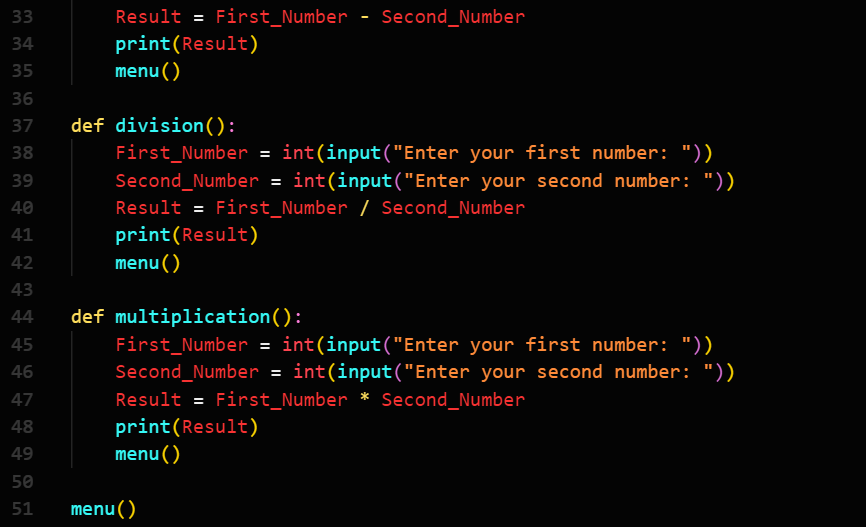 33 Result = First_Number - Second_Number
34 print(Result)
35 menu()
36
37 def division():
38 First_Number = int(input("Enter your first number: "))
39 Second_Number = int(input("Enter your second number: "))
40 Result = First_Number / Second_Number
41 print(Result)
42 menu()
43
44 def multiplication():
45 First_Number = int(input("Enter your first number: "))
46 Second_Number = int(input("Enter your second number: "))
47 Result = First_Number * Second_Number
48 print(Result)
49 menu()
50
51 menu()